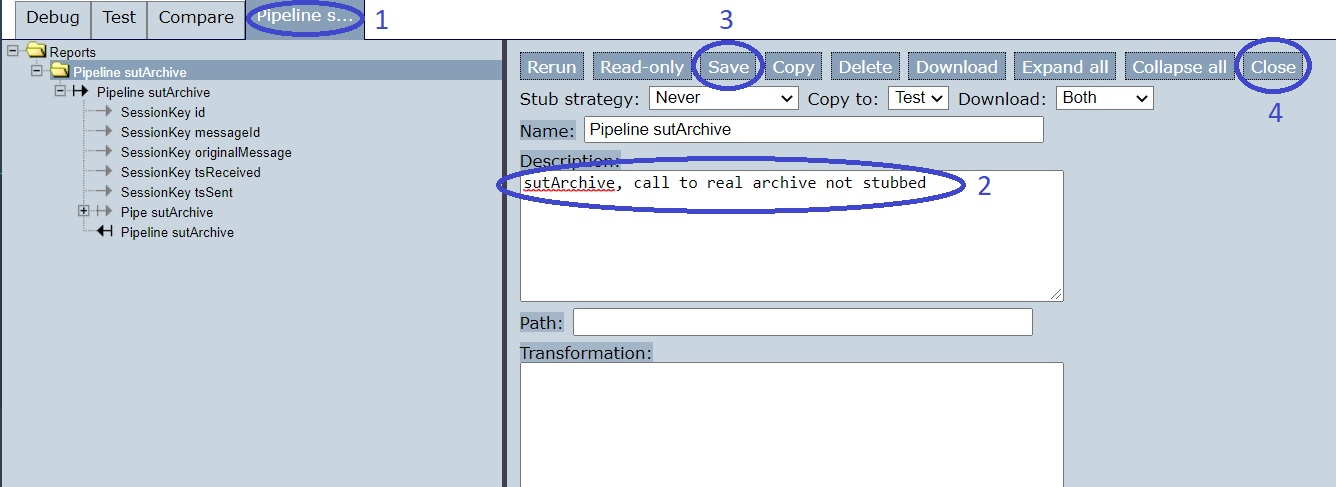 Debug Test Compare Pipeline s... 1
3
Reports
Pipeline sutArchive
Pipeline sutArchive
SessionKey id
SessionKey messageId
SessionKey originalMessage
SessionKey tsReceived
SessionKey tsSent
Pipe sutArchive
Pipeline sutArchive
Rerun Read-only Save Copy Delete Download Expand all Collapse all Close
4
Stub strategy: Never Copy to: Test Download: Both
Name: Pipeline sutArchive
Description:
sutArchive, call to real archive not stubbed
2
Path:
Transformation: